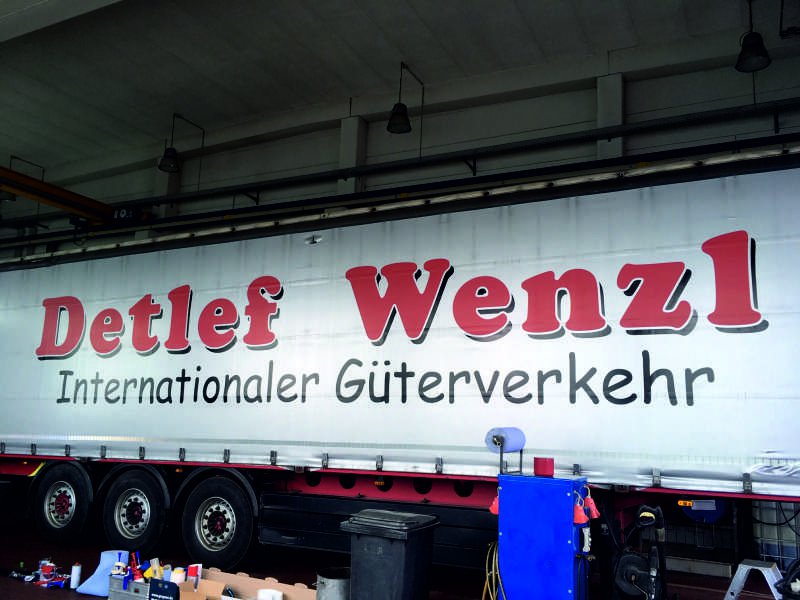 Detlef Wenzl
Internationaler Güterverkehr